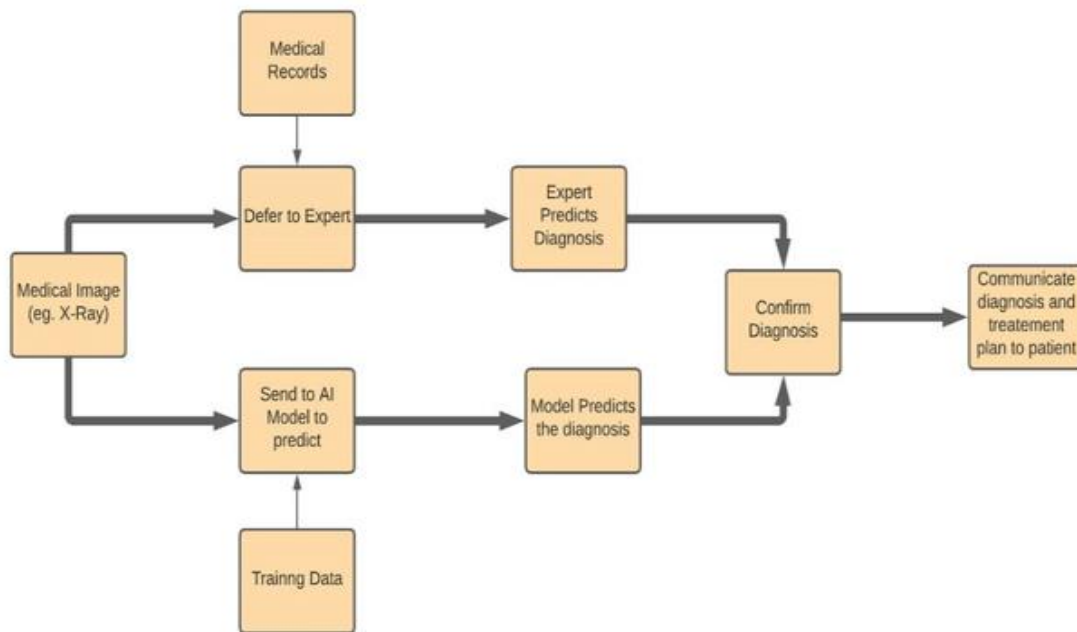 Medical
Records
Defer to Expert
Expert
Predicts
Diagnosis
Medical Image
(eg. X-Ray)
Confirm
Diagnosis
Communicate
diagnosis and
treatement
plan to patient
Send to AI
Model to
predict
Model Predicts
the diagnosis
Trainng Data